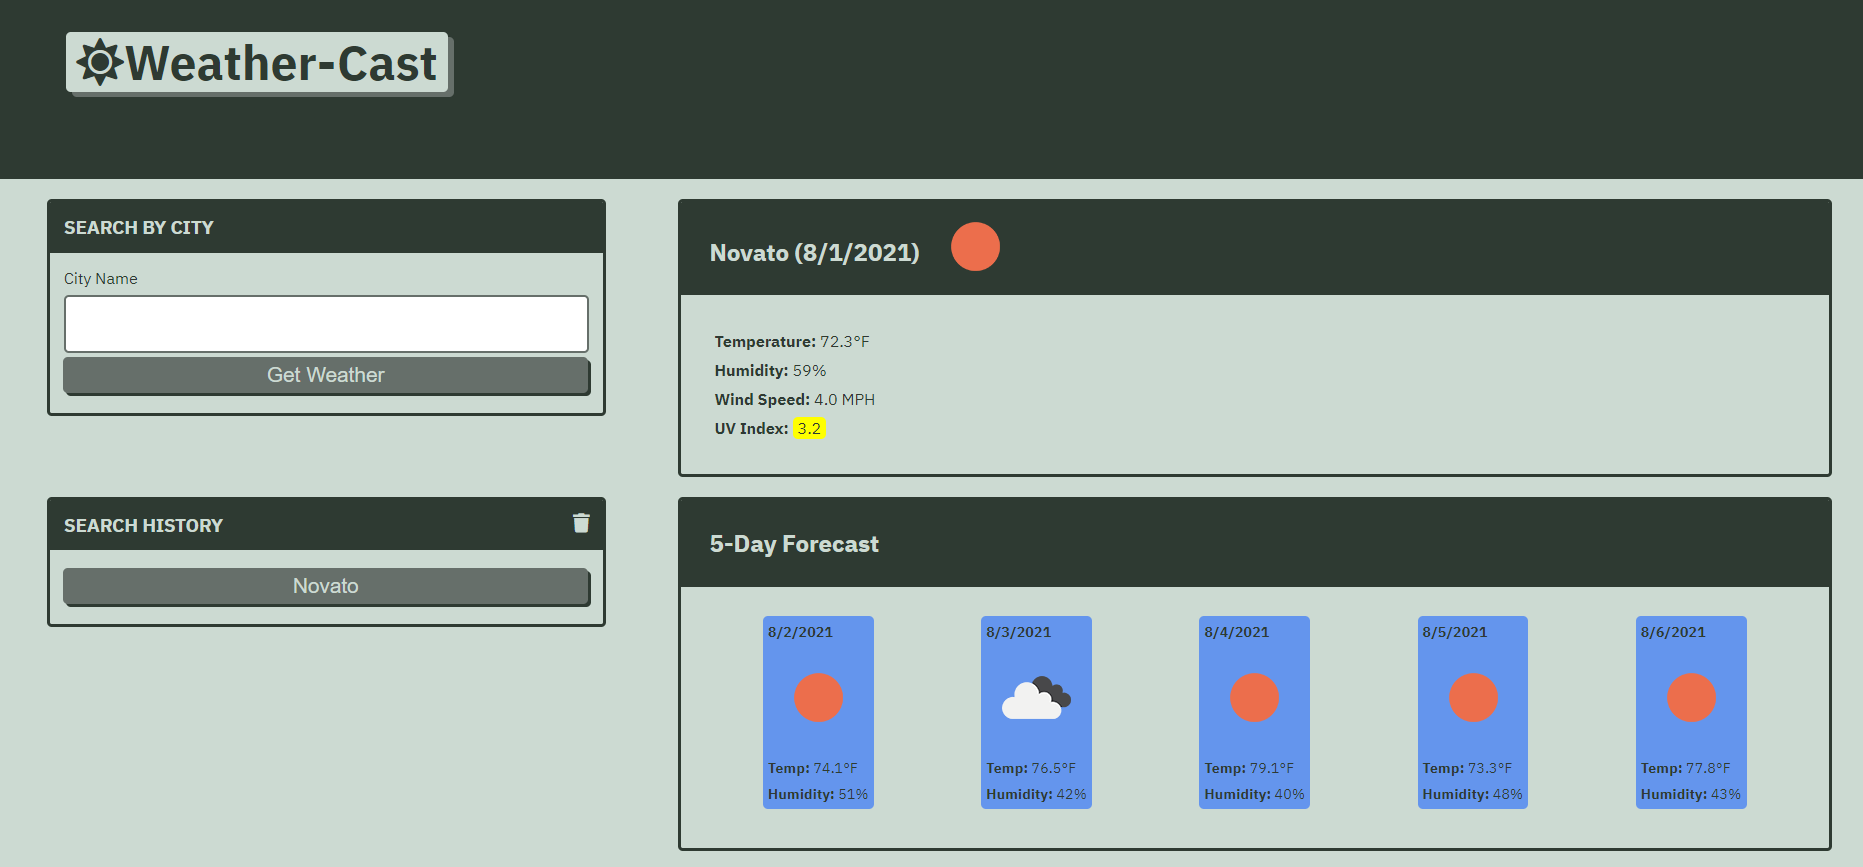 Weather-Cast
SEARCH BY CITY
City Name
Get Weather
SEARCH HISTORY
Novato
Novato (8/1/2021)
Temperature: 72.3°F
Humidity: 59%
Wind Speed: 4.0 MPH
UV Index: 3.2
5-Day Forecast
8/2/2021
Temp: 74.1°F
Humidity: 51%
8/3/2021
Temp: 76.5°F
Humidity: 42%
8/4/2021
Temp: 79.1°F
Humidity: 40%
8/5/2021
Temp: 73.3°F
Humidity: 48%
8/6/2021
Temp: 77.8°F
Humidity: 43%